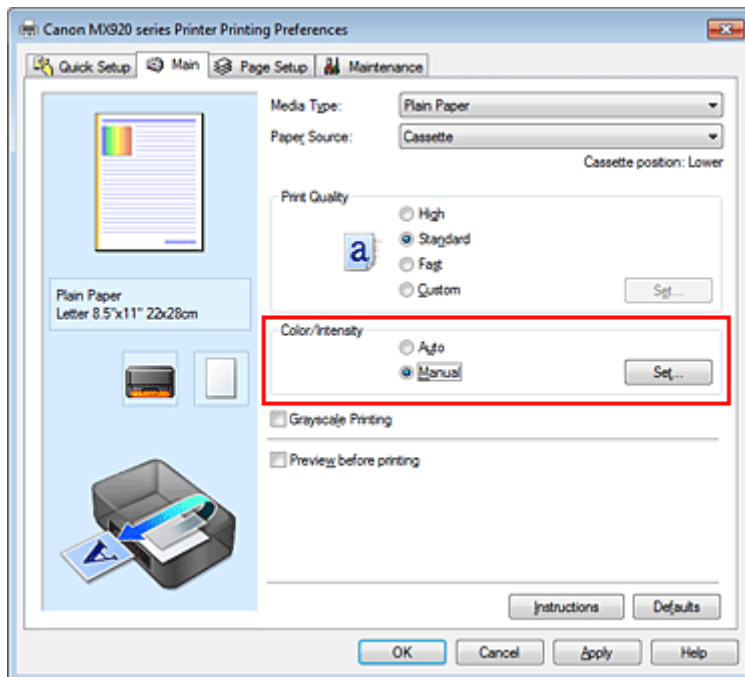 Canon MX920 series Printer Printing Preferences
Quick Setup Main Page Setup Maintenance
Media Type: Plain Paper
Paper Source: Cassette
Cassette position: Lower
Print Quality
High
a Standard
Fast
Custom Set...
Plain Paper
Letter 8.5"x11" 22x28cm
Color/Intensity
Auto
Manual Set...
Grayscale Printing
Preview before printing
A
Instructions Defaults
OK Cancel Apply Help